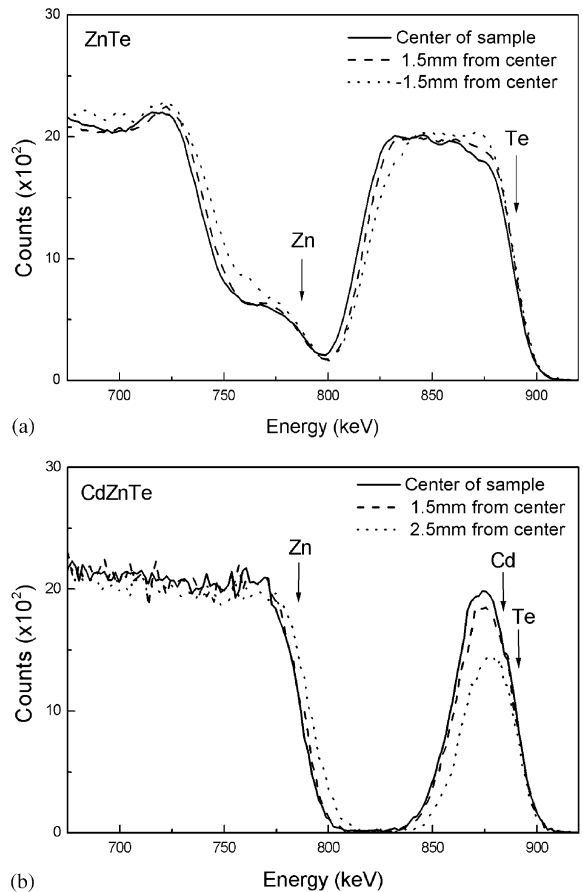 30
ZnTe
Center of sample
1.5mm from center
-1.5mm from center
20
Te
Counts (x10²)
Zn
10
0
700 750 800 850 900
(a)
Energy (keV)
30
CdZnTe
Center of sample
1.5mm from center
2.5mm from center
Zn
Cd
20
Te
Counts (x10²)
10
0
700 750 800 850 900
(b)
Energy (keV)